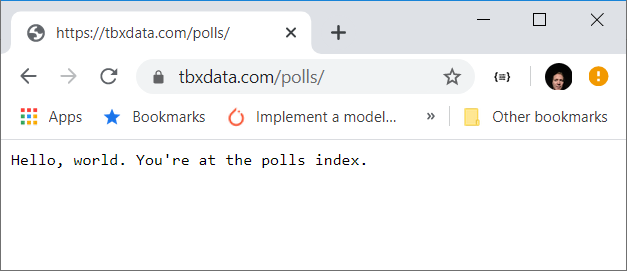 https://tbxdata.com/polls/
tbxdata.com/polls/
Apps Bookmarks Implement a model... » Other bookmarks
Hello, world. You're at the polls index.